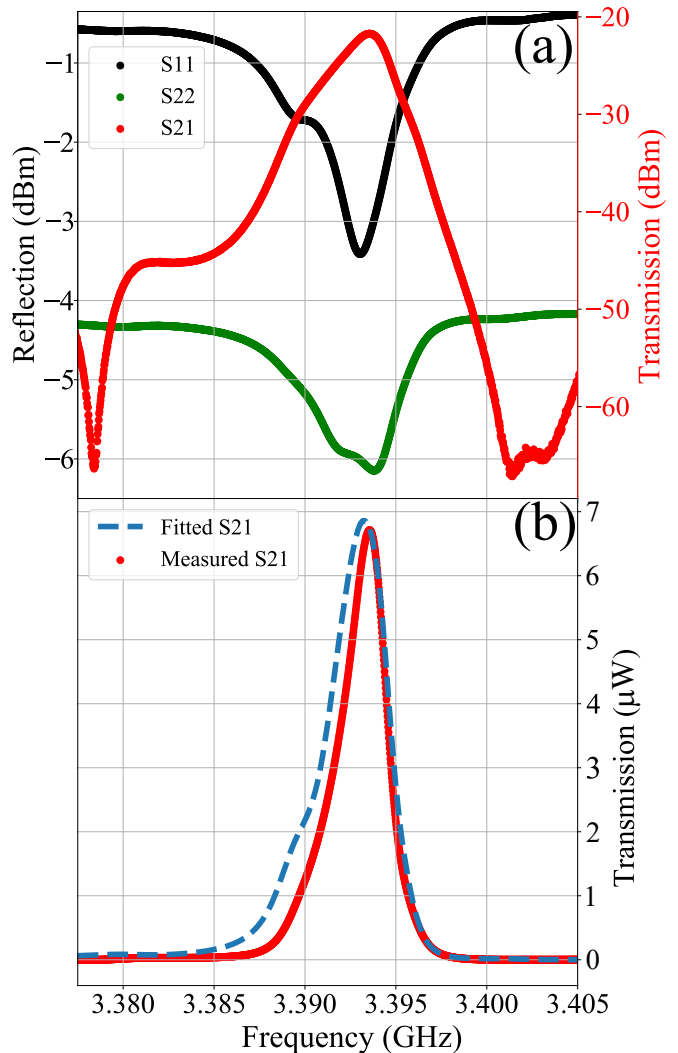 (a)
S11
S22
S21
−1
−2
−3
−4
−5
−6
Reflection (dBm)
−20
−30
−40
−50
−60
Transmission (dBm)
(b)
Fitted S21
Measured S21
7
6
5
4
3
2
1
0
Transmission (μW)
3.380 3.385 3.390 3.395 3.400 3.405
Frequency (GHz)